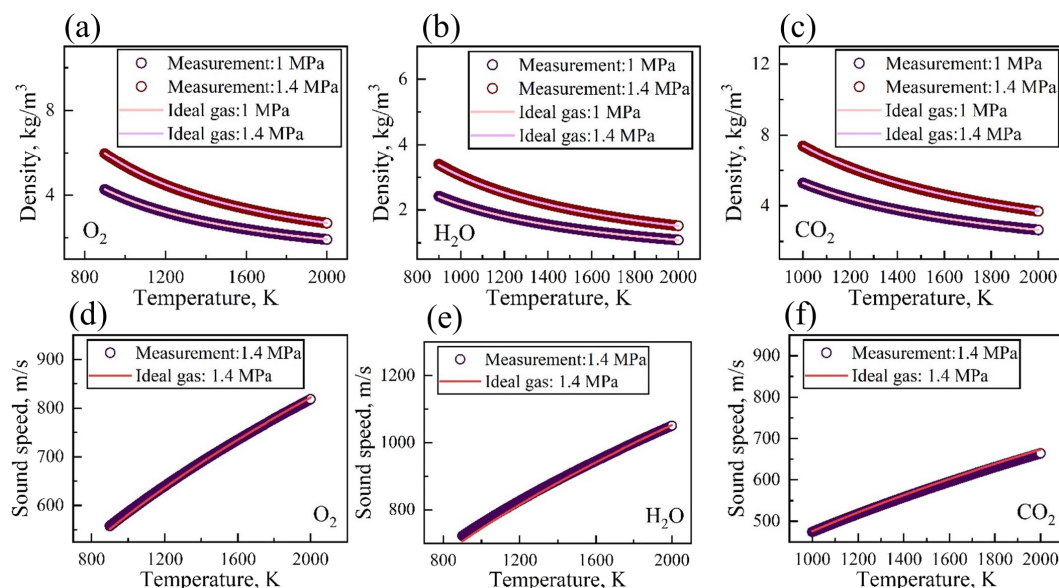 (a)
Measurement:1 MPa
Measurement:1.4 MPa
Ideal gas:1 MPa
Ideal gas:1.4 MPa
Density, kg/m³
8
4
O₂
800 1000 1200 1400 1600 1800 2000
Temperature, K
(b)
Measurement:1 MPa
Measurement:1.4 MPa
Ideal gas:1 MPa
Ideal gas:1.4 MPa
Density, kg/m³
6
4
2
H₂O
800 1000 1200 1400 1600 1800 2000
Temperature, K
(c)
Measurement:1 MPa
Measurement:1.4 MPa
Ideal gas:1 MPa
Ideal gas:1.4 MPa
Density, kg/m³
12
8
4
CO₂
1000 1200 1400 1600 1800 2000
Temperature, K
(d)
Measurement:1.4 MPa
Ideal gas: 1.4 MPa
Sound speed, m/s
900
800
700
600
O₂
800 1200 1600 2000
Temperature, K
(e)
Measurement:1.4 MPa
Ideal gas: 1.4 MPa
Sound speed, m/s
1200
1000
800
H₂O
800 1200 1600 2000
Temperature, K
(f)
Measurement:1.4 MPa
Ideal gas: 1.4 MPa
Sound speed, m/s
900
800
700
600
500
CO₂
1000 1200 1400 1600 1800 2000
Temperature, K